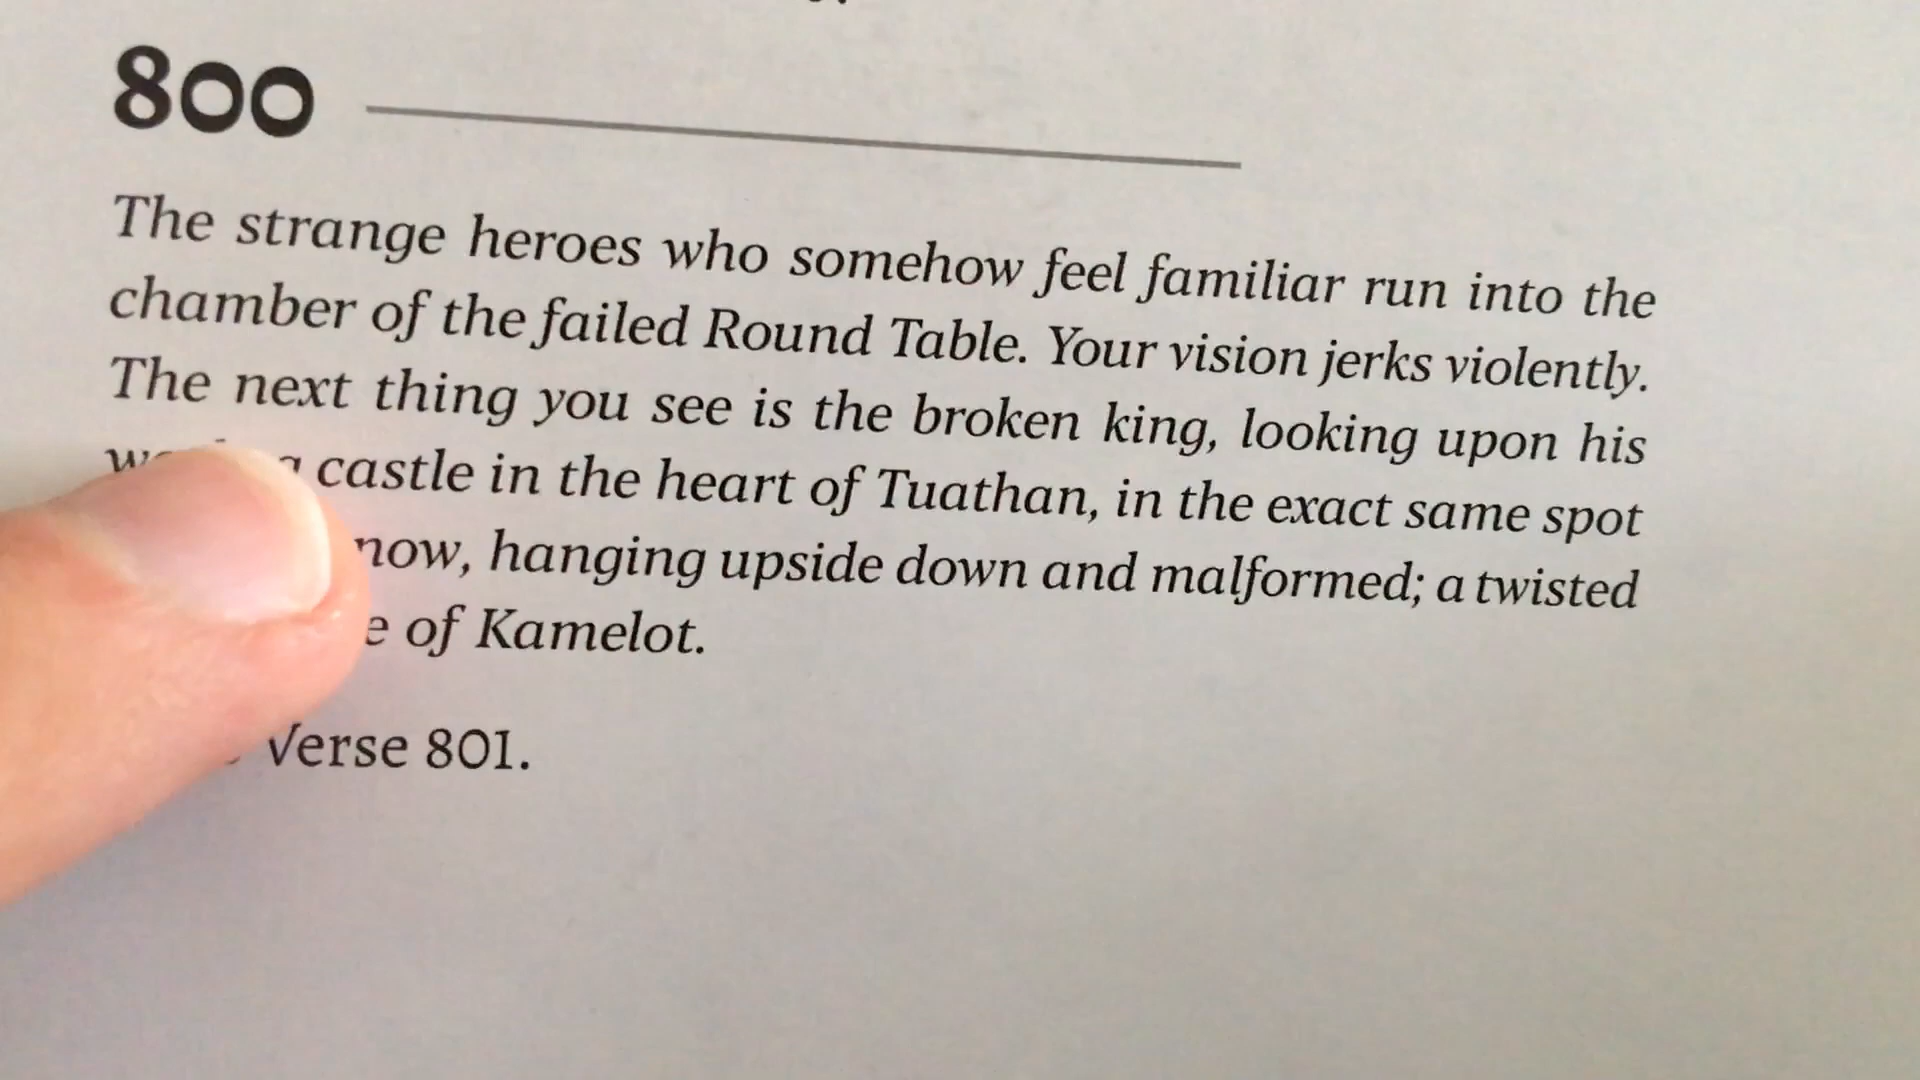 800
The strange heroes who somehow feel familiar run into the
chamber of the failed Round Table. Your vision jerks violently.
The next thing you see is the broken king, looking upon his
castle in the heart of Tuathan, in the exact same spot
now, hanging upside down and malformed; a twisted
of Kamelot.
Verse 801.